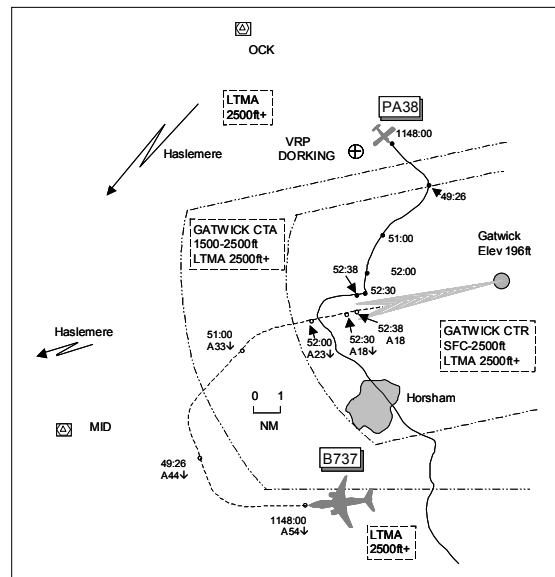 OCK
LTMA
2500ft+
PA38
1148:00
VRP
DORKING
Haslemere
49:26
GATWICK CTA
1500-2500ft
LTMA 2500ft+
51:00
Gatwick
Elev 196ft
52:00
52:38
52:30
Haslemere
51:00
A33↓
52:00
A23↓
52:30
A18↓
52:38
A18
GATWICK CTR
SFC-2500ft
LTMA 2500ft+
0 1
NM
Horsham
MID
B737
49:26
A44↓
1148:00
A54↓
LTMA
2500ft+